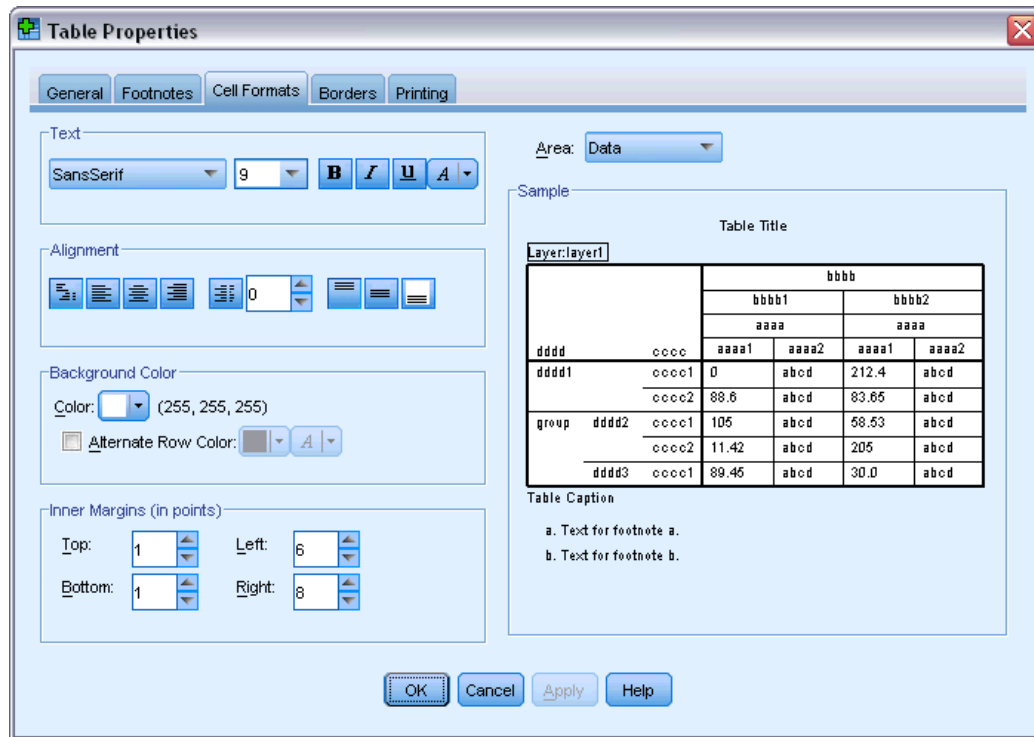 Table Properties
General Footnotes Cell Formats Borders Printing
Text
SansSerif 9 B I U A
Alignment
0
Background Color
Color: (255, 255, 255)
Alternate Row Color: A
Inner Margins (in points)
Top: 1 Left: 6
Bottom: 1 Right: 8
Area: Data
Sample
Table Title
Layer:layer1
bbbb
bbbb1 bbbb2
aaaa aaaa
dddd cccc aaaa1 aaaa2 aaaa1 aaaa2
dddd1 cccc1 0 abcd 212.4 abcd
cccc2 88.6 abcd 83.65 abcd
group dddd2 cccc1 105 abcd 58.53 abcd
cccc2 11.42 abcd 205 abcd
dddd3 cccc1 89.45 abcd 30.0 abcd
Table Caption
a. Text for footnote a.
b. Text for footnote b.
OK Cancel Apply Help